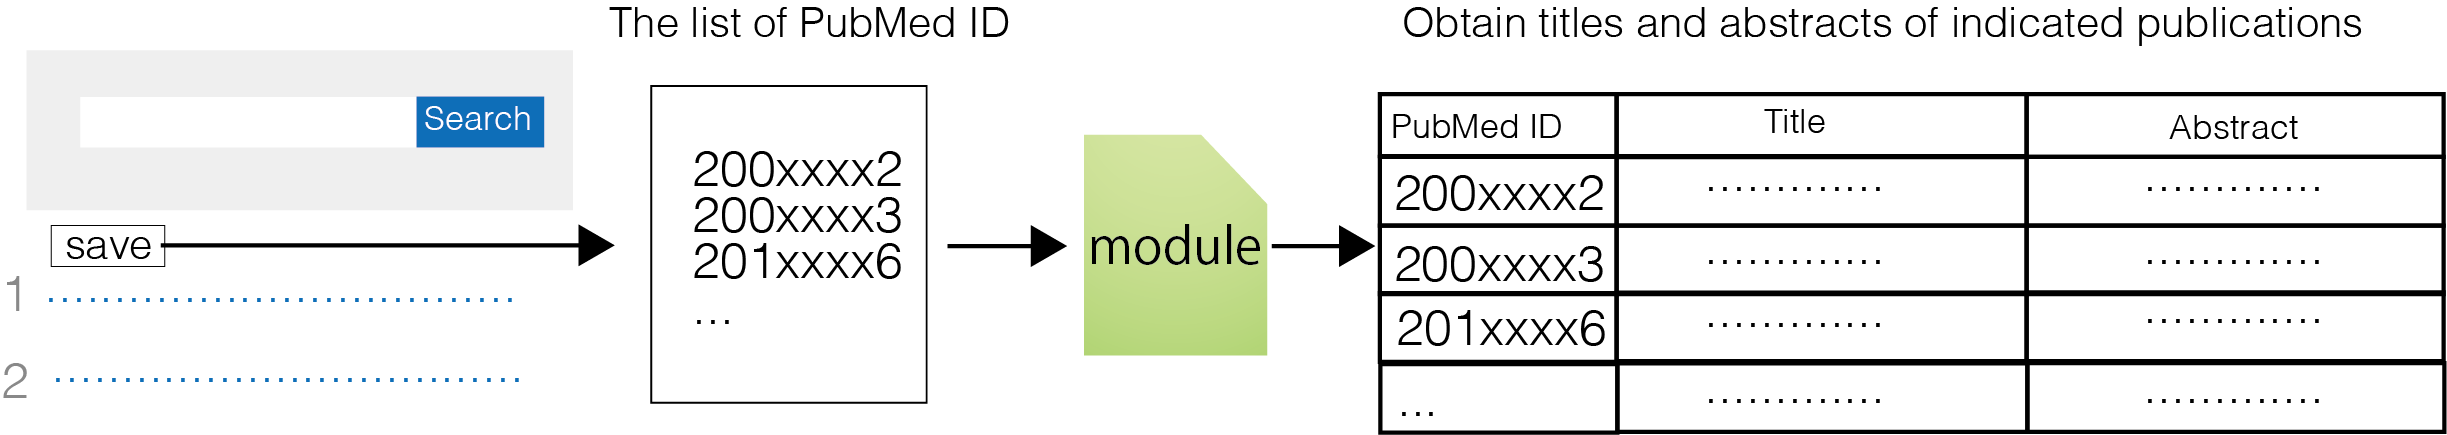 The list of PubMed ID
Obtain titles and abstracts of indicated publications
Search
save
1
2
200xxxx2
200xxxx3
201xxxx6
...
module
PubMed ID Title Abstract
200xxxx2 ............. .............
200xxxx3 ............. .............
201xxxx6 ............. .............
... ............. .............